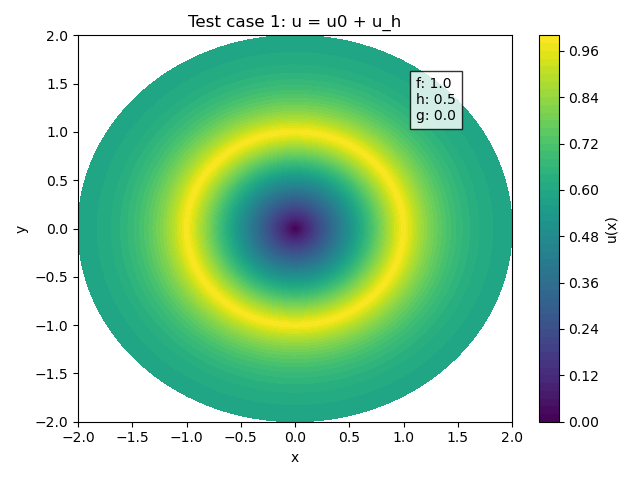 Test case 1: u = u0 + u_h
f: 1.0
h: 0.5
g: 0.0
2.0
1.5
1.0
0.5
0.0
−0.5
−1.0
−1.5
−2.0
y
−2.0 −1.5 −1.0 −0.5 0.0 0.5 1.0 1.5 2.0
x
0.96
0.84
0.72
0.60
0.48
0.36
0.24
0.12
0.00
u(x)